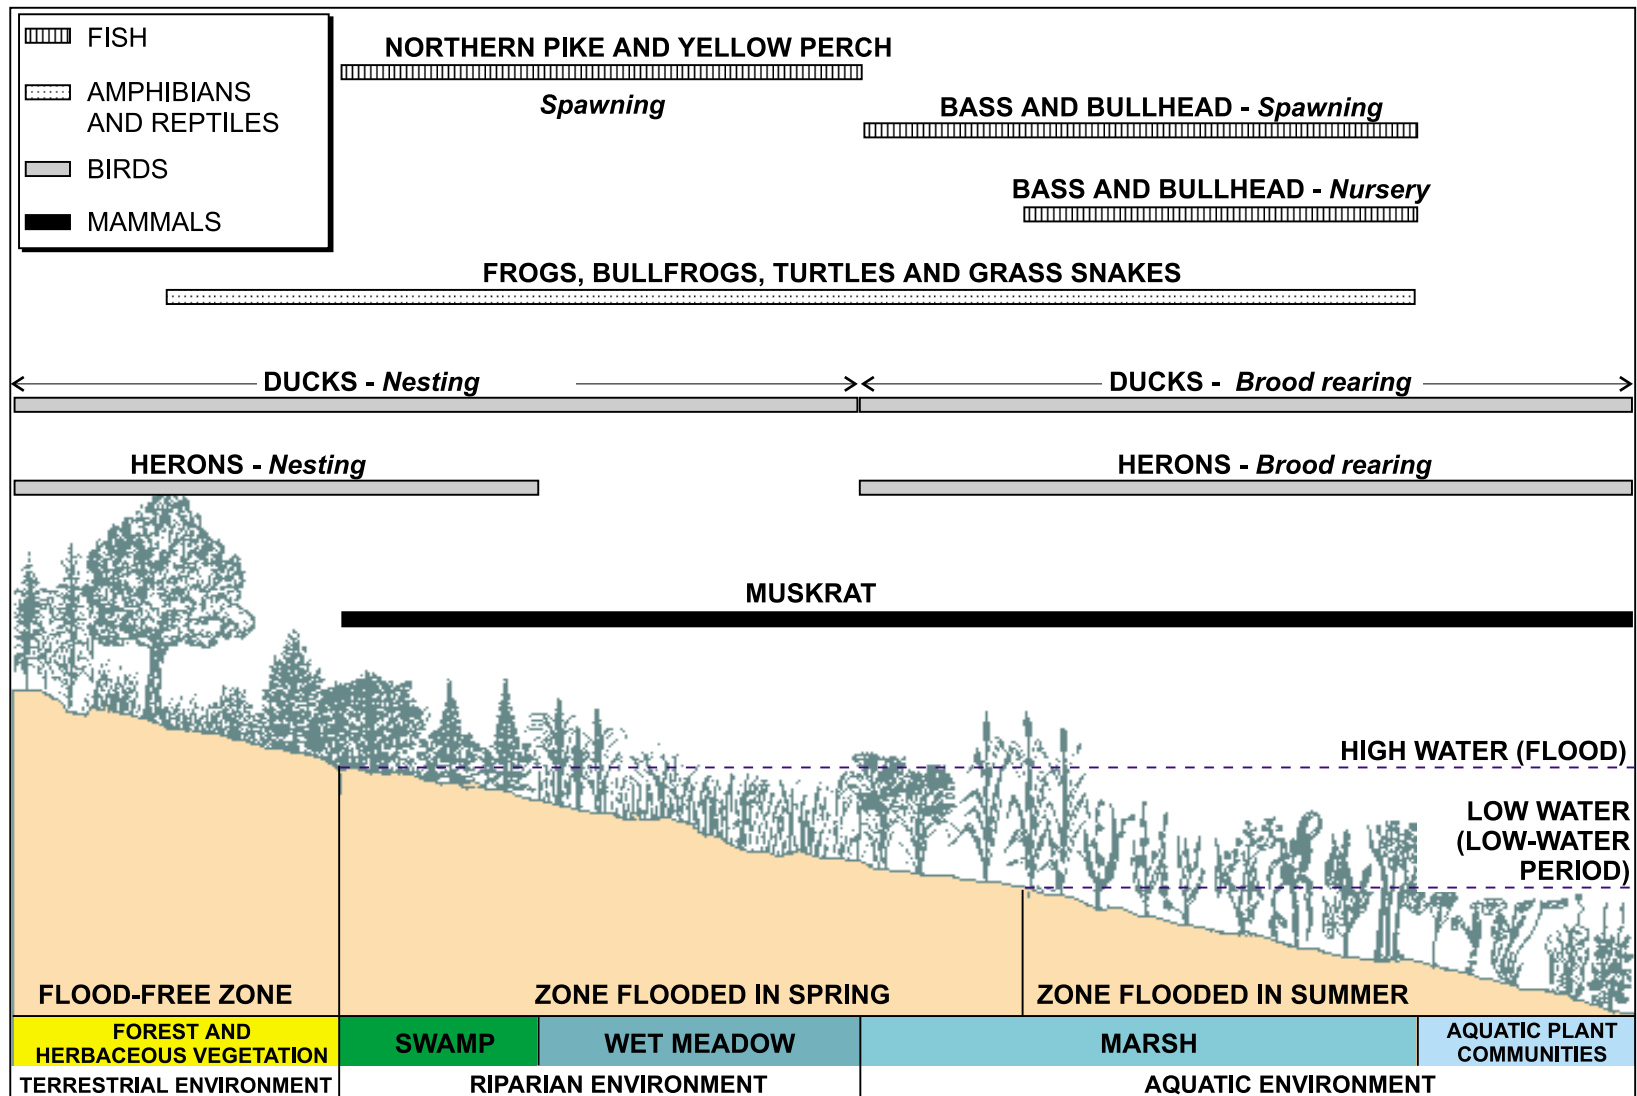 FISH
AMPHIBIANS
AND REPTILES
BIRDS
MAMMALS
NORTHERN PIKE AND YELLOW PERCH
Spawning
BASS AND BULLHEAD - Spawning
BASS AND BULLHEAD - Nursery
FROGS, BULLFROGS, TURTLES AND GRASS SNAKES
DUCKS - Nesting
DUCKS - Brood rearing
HERONS - Nesting
HERONS - Brood rearing
MUSKRAT
HIGH WATER (FLOOD)
LOW WATER
(LOW-WATER
PERIOD)
FLOOD-FREE ZONE
ZONE FLOODED IN SPRING
ZONE FLOODED IN SUMMER
FOREST AND
HERBACEOUS VEGETATION
SWAMP
WET MEADOW
MARSH
AQUATIC PLANT
COMMUNITIES
TERRESTRIAL ENVIRONMENT
RIPARIAN ENVIRONMENT
AQUATIC ENVIRONMENT